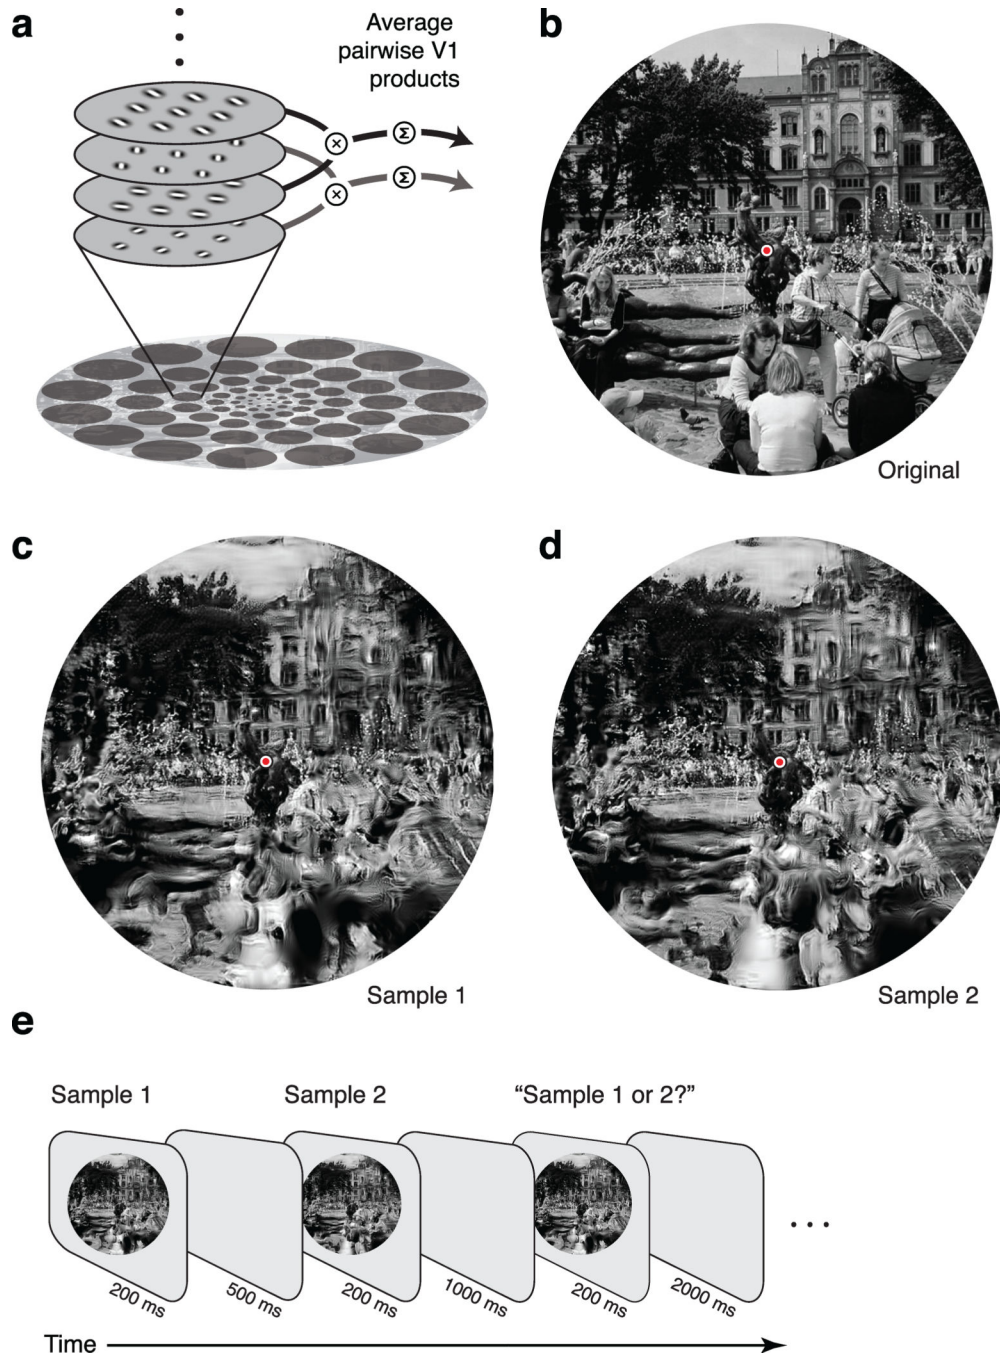 a
Average
pairwise V1
products
× Σ
× Σ
b
Original
c
Sample 1
d
Sample 2
e
Sample 1
Sample 2
“Sample 1 or 2?”
200 ms
500 ms
200 ms
1000 ms
200 ms
2000 ms
...
Time